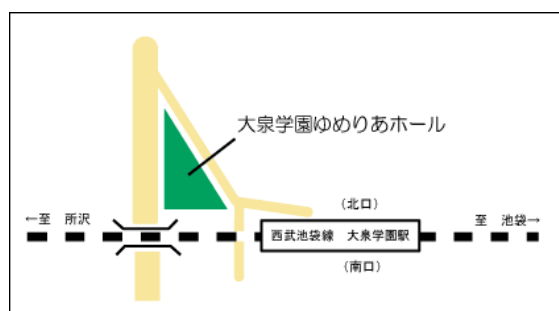 大泉学園ゆめりあホール
(北口)
←至 所沢
至 池袋→
西武池袋線 大泉学園駅
(南口)